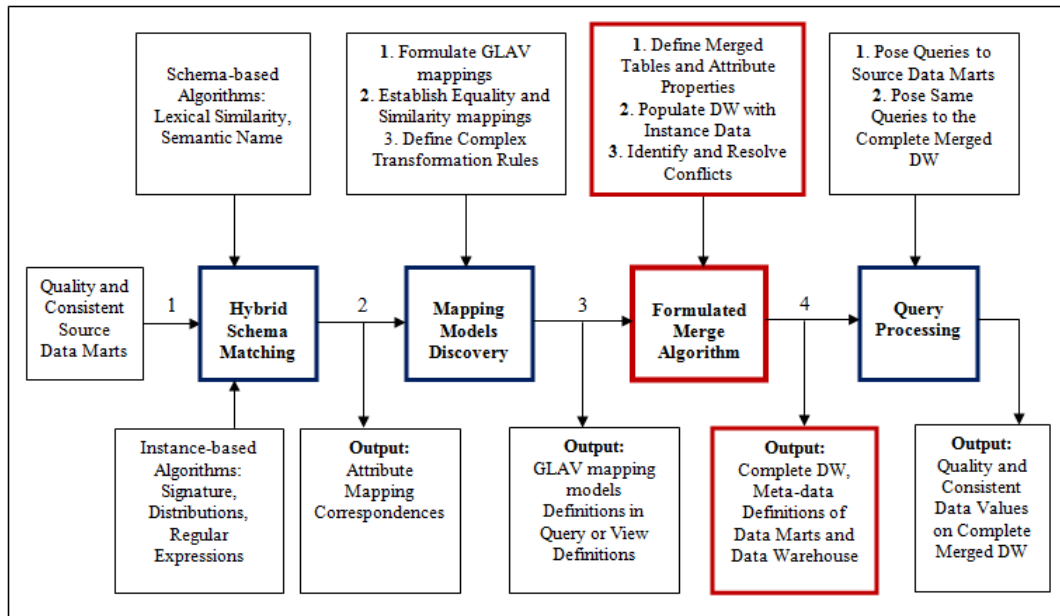 Schema-based
Algorithms:
Lexical Similarity,
Semantic Name
1. Formulate GLAV
mappings
2. Establish Equality and
Similarity mappings
3. Define Complex
Transformation Rules
1. Define Merged
Tables and Attribute
Properties
2. Populate DW with
Instance Data
3. Identify and Resolve
Conflicts
1. Pose Queries to
Source Data Marts
2. Pose Same
Queries to the
Complete Merged
DW
Quality and
Consistent
Source
Data Marts
1
Hybrid
Schema
Matching
2
Mapping
Models
Discovery
3
Formulated
Merge
Algorithm
4
Query
Processing
Instance-based
Algorithms:
Signature,
Distributions,
Regular
Expressions
Output:
Attribute
Mapping
Correspondences
Output:
GLAV mapping
models
Definitions in
Query or View
Definitions
Output:
Complete DW,
Meta-data
Definitions of
Data Marts and
Data Warehouse
Output:
Quality and
Consistent
Data Values
on Complete
Merged DW